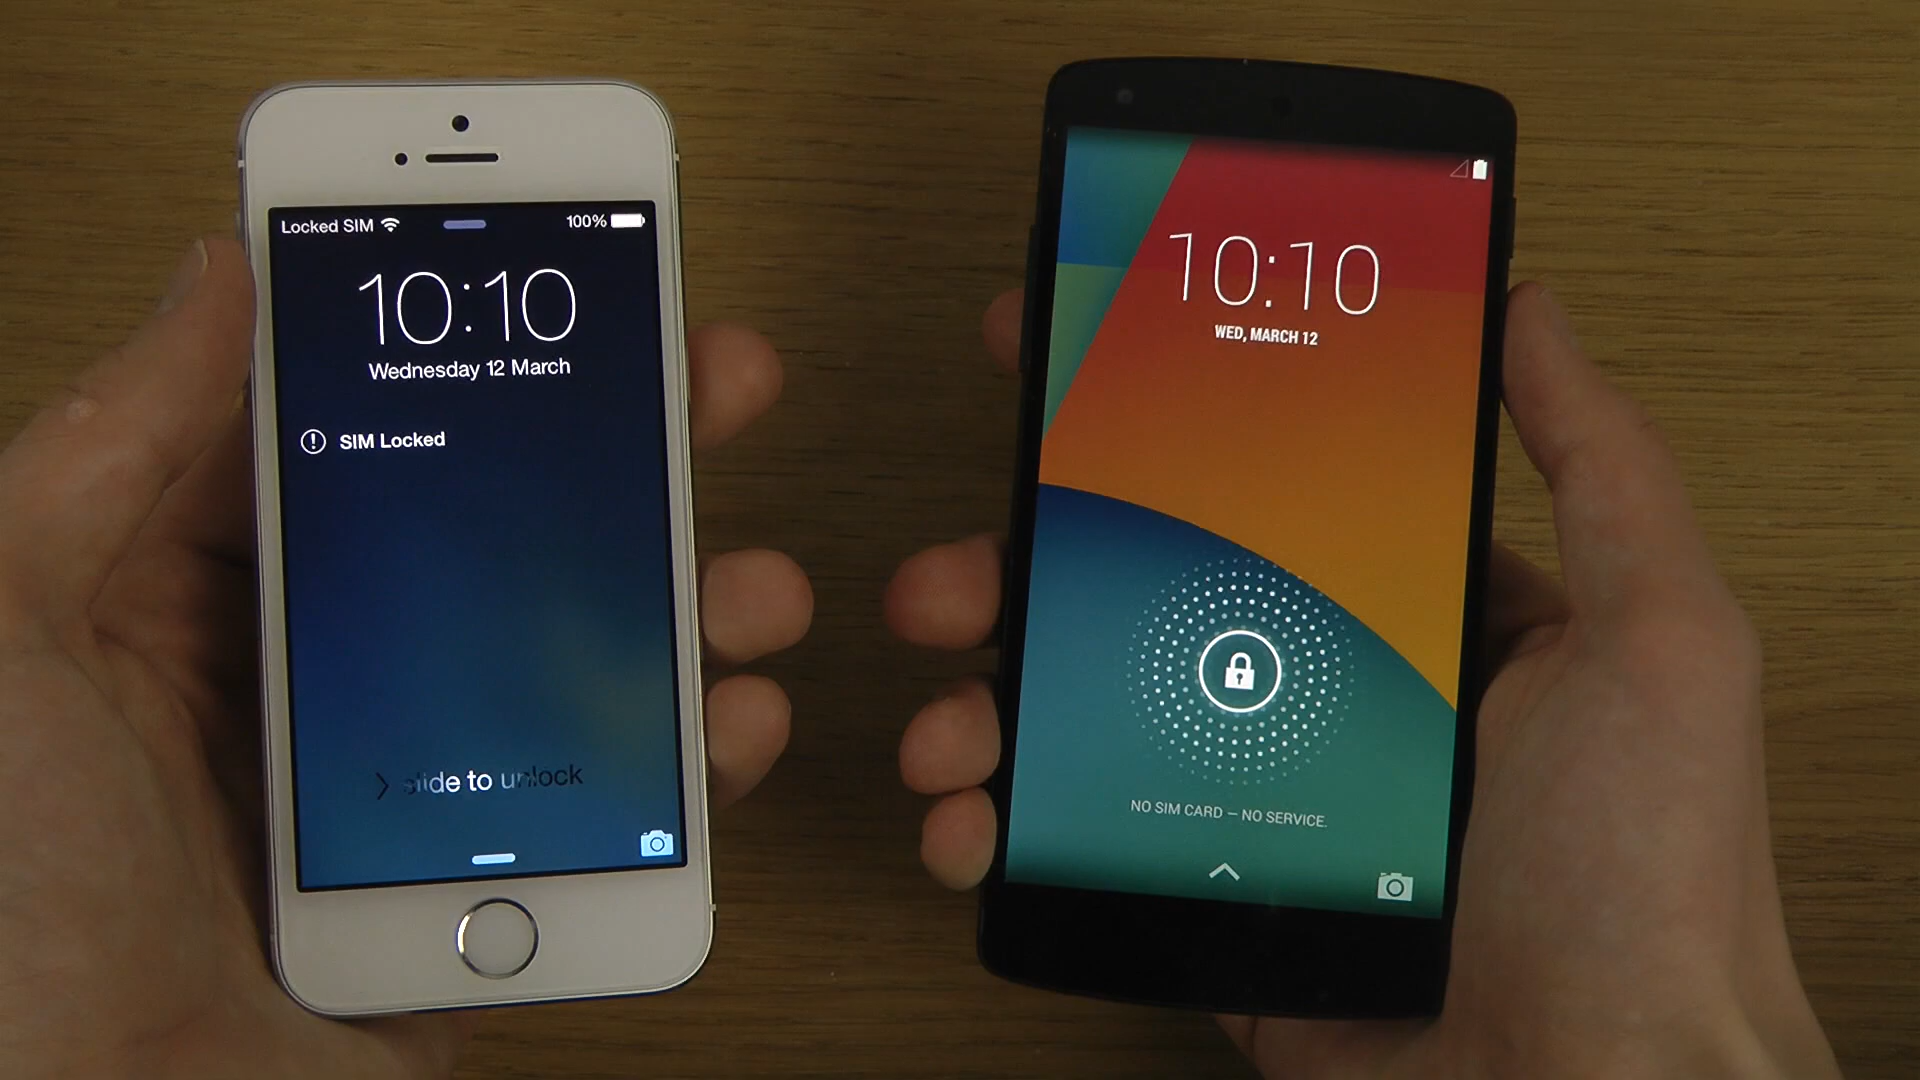 Locked SIM
100%
10:10
Wednesday 12 March
SIM Locked
slide to unlock
10:10
WED, MARCH 12
NO SIM CARD – NO SERVICE.